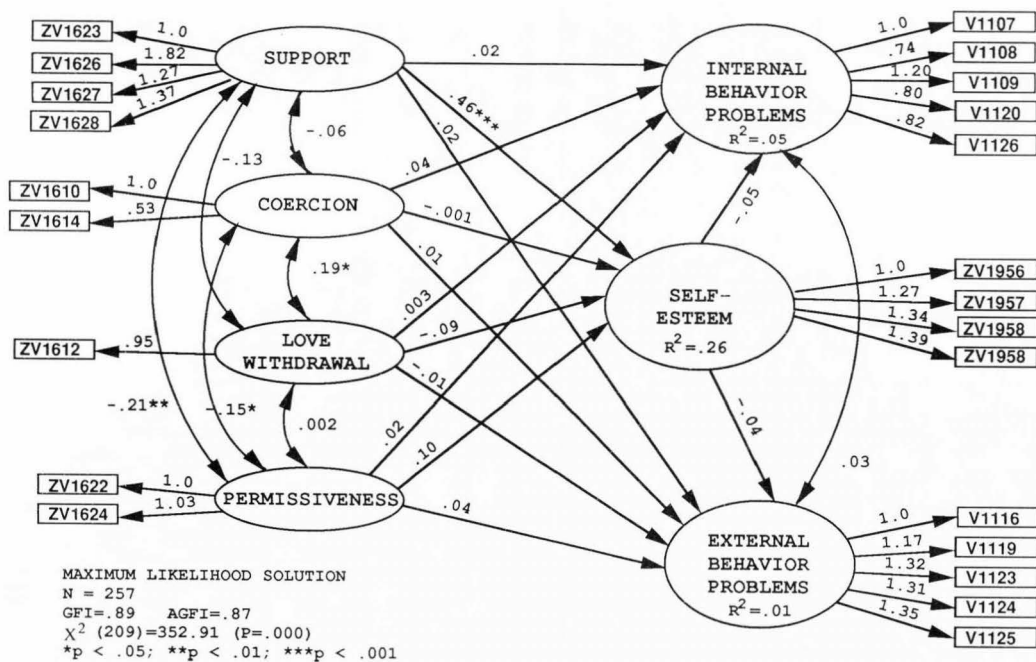 ZV1623
ZV1626
ZV1627
ZV1628
1.0
1.82
1.27
1.37
SUPPORT
.02
.46***
.02
INTERNAL
BEHAVIOR
PROBLEMS
R²=.05
1.0
.74
1.20
.80
.82
V1107
V1108
V1109
V1120
V1126
-.06
-.13
ZV1610
ZV1614
1.0
.53
COERCION
.04
-.001
.01
-.05
.19*
SELF-
ESTEEM
R²=.26
1.0
1.27
1.34
1.39
ZV1956
ZV1957
ZV1958
ZV1958
ZV1612
.95
LOVE
WITHDRAWAL
.003
-.09
-.01
-.04
-.21**
-.15*
.002
.02
.10
.03
ZV1622
ZV1624
1.0
1.03
PERMISSIVENESS
.04
EXTERNAL
BEHAVIOR
PROBLEMS
R²=.01
1.0
1.17
1.32
1.31
1.35
V1116
V1119
V1123
V1124
V1125
MAXIMUM LIKELIHOOD SOLUTION
N = 257
GFI=.89 AGFI=.87
χ² (209)=352.91 (P=.000)
*p < .05; **p < .01; ***p < .001